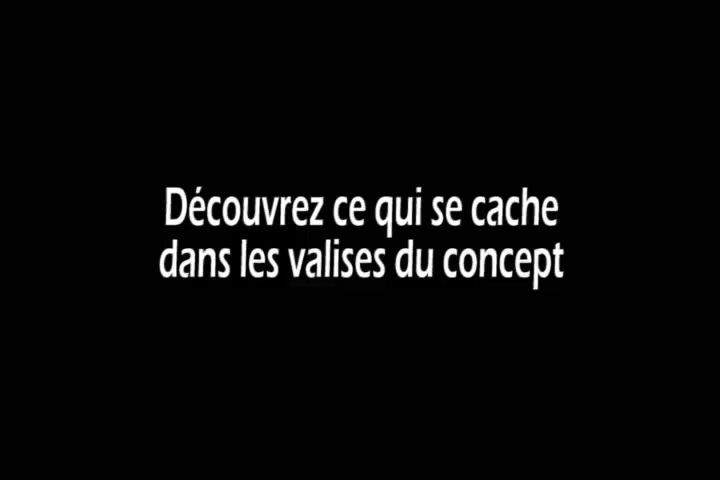 Découvrez ce qui se cache
dans les valises du concept